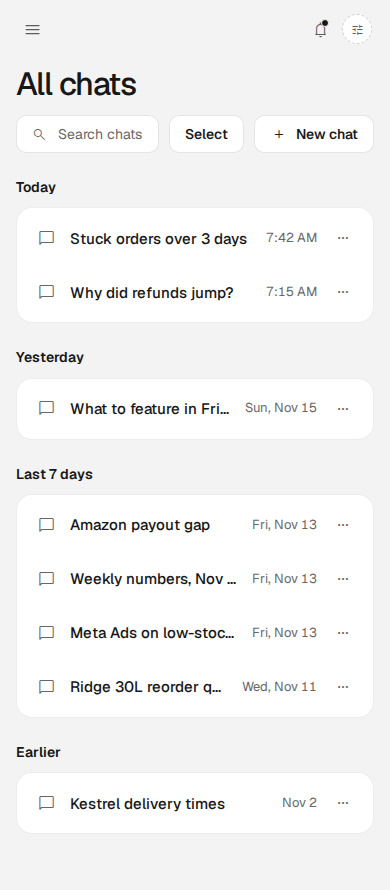 All chats
Search chats
Select
+ New chat
Today
Stuck orders over 3 days 7:42 AM
Why did refunds jump? 7:15 AM
Yesterday
What to feature in Fri... Sun, Nov 15
Last 7 days
Amazon payout gap Fri, Nov 13
Weekly numbers, Nov ... Fri, Nov 13
Meta Ads on low-stoc... Fri, Nov 13
Ridge 30L reorder q... Wed, Nov 11
Earlier
Kestrel delivery times Nov 2